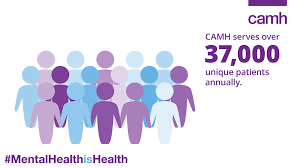 camh
CAMH serves over
37,000
unique patients
annually.
#MentalHealthisHealth